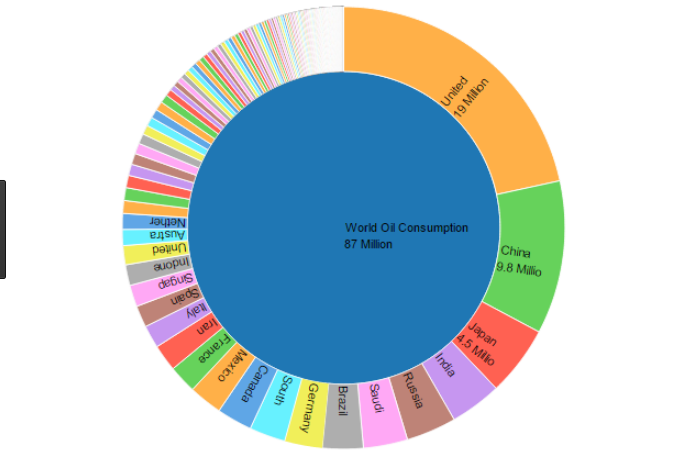 World Oil Consumption
87 Million
United
19 Million
China
9.8 Millio
Japan
4.5 Millio
India
Russia
Saudi
Brazil
Germany
South
Canada
Mexico
France
Iran
Italy
Spain
Singap
Indone
United
Austra
Nether